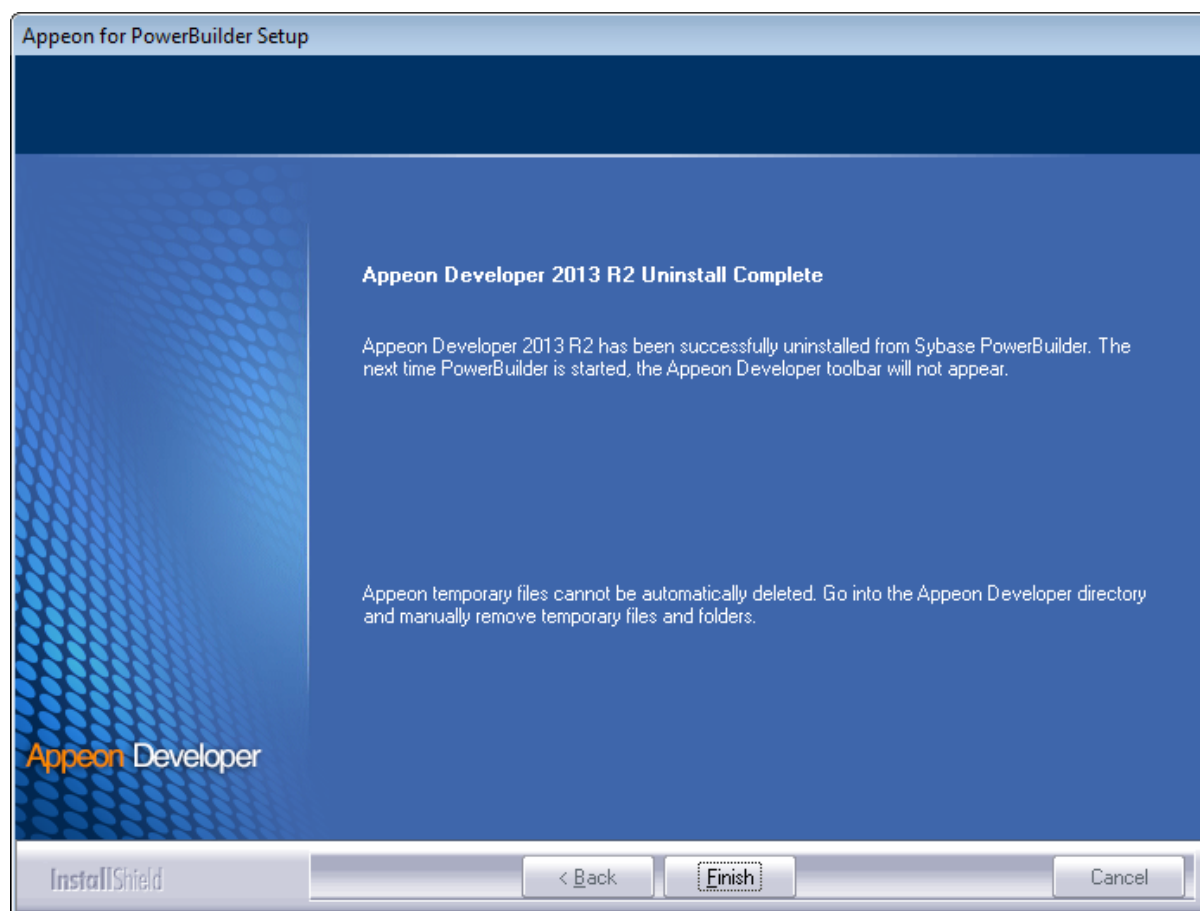 Appeon for PowerBuilder Setup
Appeon Developer 2013 R2 Uninstall Complete
Appeon Developer 2013 R2 has been successfully uninstalled from Sybase PowerBuilder. The
next time PowerBuilder is started, the Appeon Developer toolbar will not appear.
Appeon temporary files cannot be automatically deleted. Go into the Appeon Developer directory
and manually remove temporary files and folders.
Appeon Developer
InstallShield
< Back
Finish
Cancel